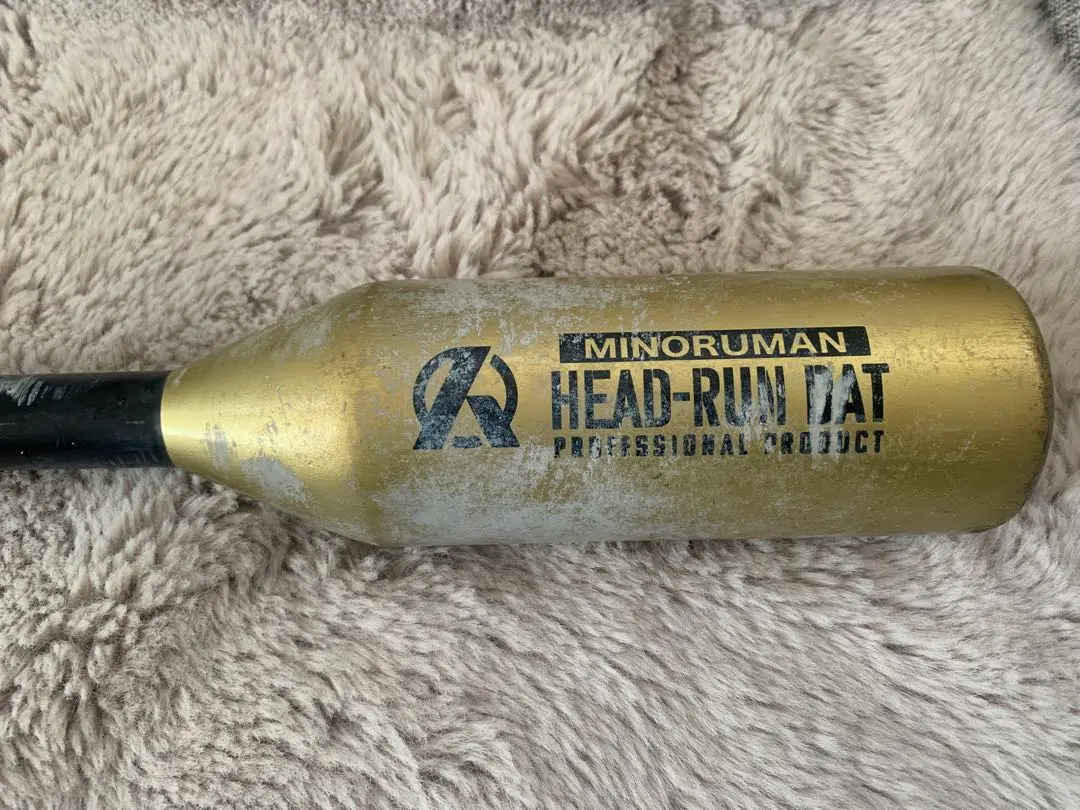 MINORUMAN
HEAD-RUN BAT
PROFESSIONAL PRODUCT